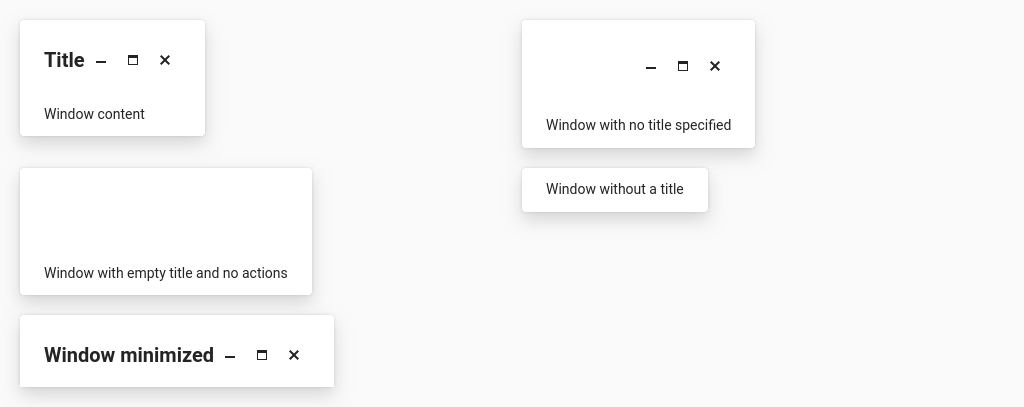 Title
Window content
Window with no title specified
Window with empty title and no actions
Window without a title
Window minimized